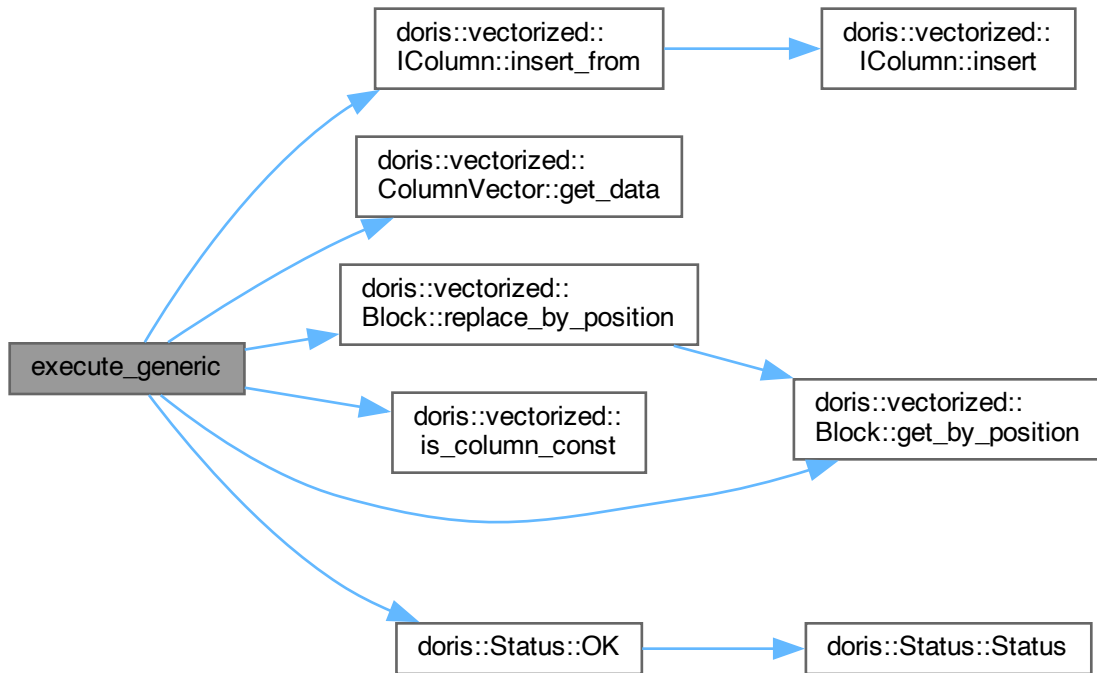 doris::vectorized::
IColumn::insert_from
doris::vectorized::
IColumn::insert
doris::vectorized::
ColumnVector::get_data
doris::vectorized::
Block::replace_by_position
execute_generic
doris::vectorized::
is_column_const
doris::vectorized::
Block::get_by_position
doris::Status::OK
doris::Status::Status